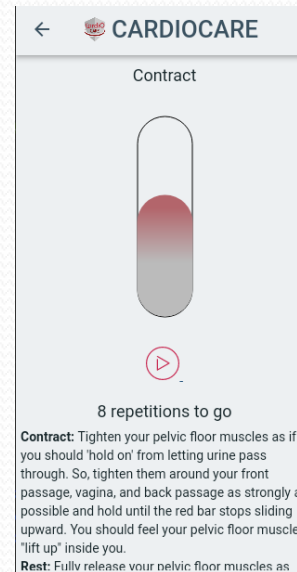 CARDIOCARE
Contract
8 repetitions to go
Contract: Tighten your pelvic floor muscles as if
you should 'hold on' from letting urine pass
through. So, tighten them around your front
passage, vagina, and back passage as strongly a
possible and hold until the red bar stops sliding
upward. You should feel your pelvic floor muscle
"lift up" inside you.
Rest: Fully release your pelvic floor muscles as